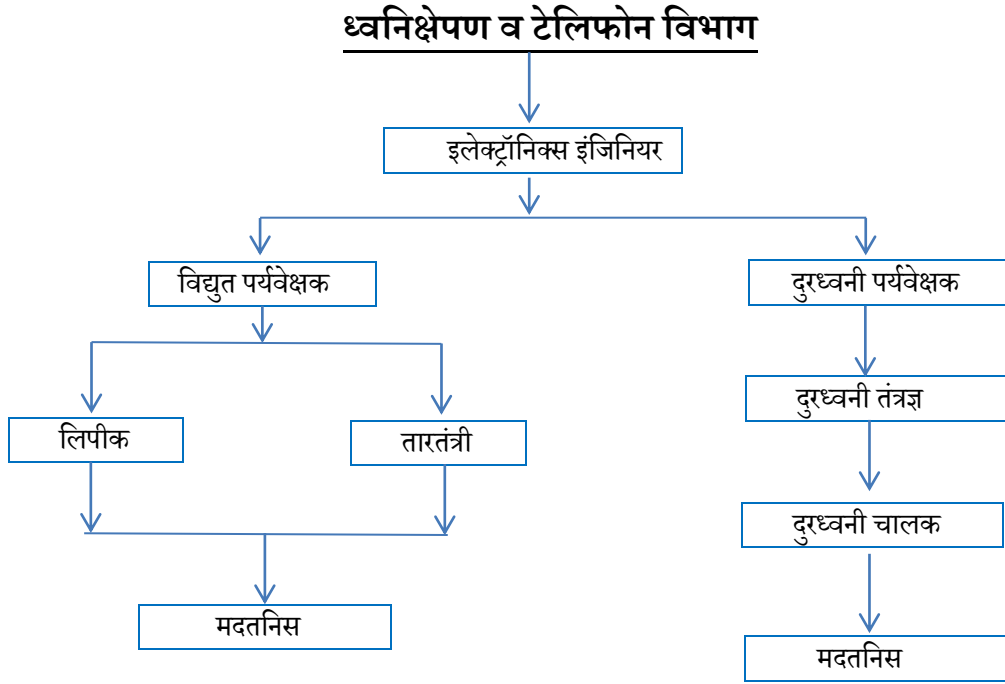 ध्वनिक्षेपण व टेलिफोन विभाग
इलेक्ट्रॉनिक्स इंजिनियर
विद्युत पर्यवेक्षक
दुरध्वनी पर्यवेक्षक
दुरध्वनी तंत्रज्ञ
लिपीक
तारतंत्री
दुरध्वनी चालक
मदतनिस
मदतनिस